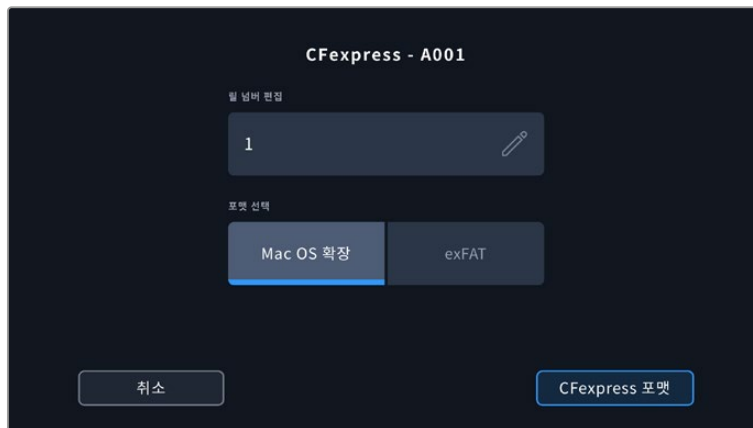 CFexpress - A001
릴 넘버 편집
1
포맷 선택
Mac OS 확장
exFAT
취소
CFexpress 포맷